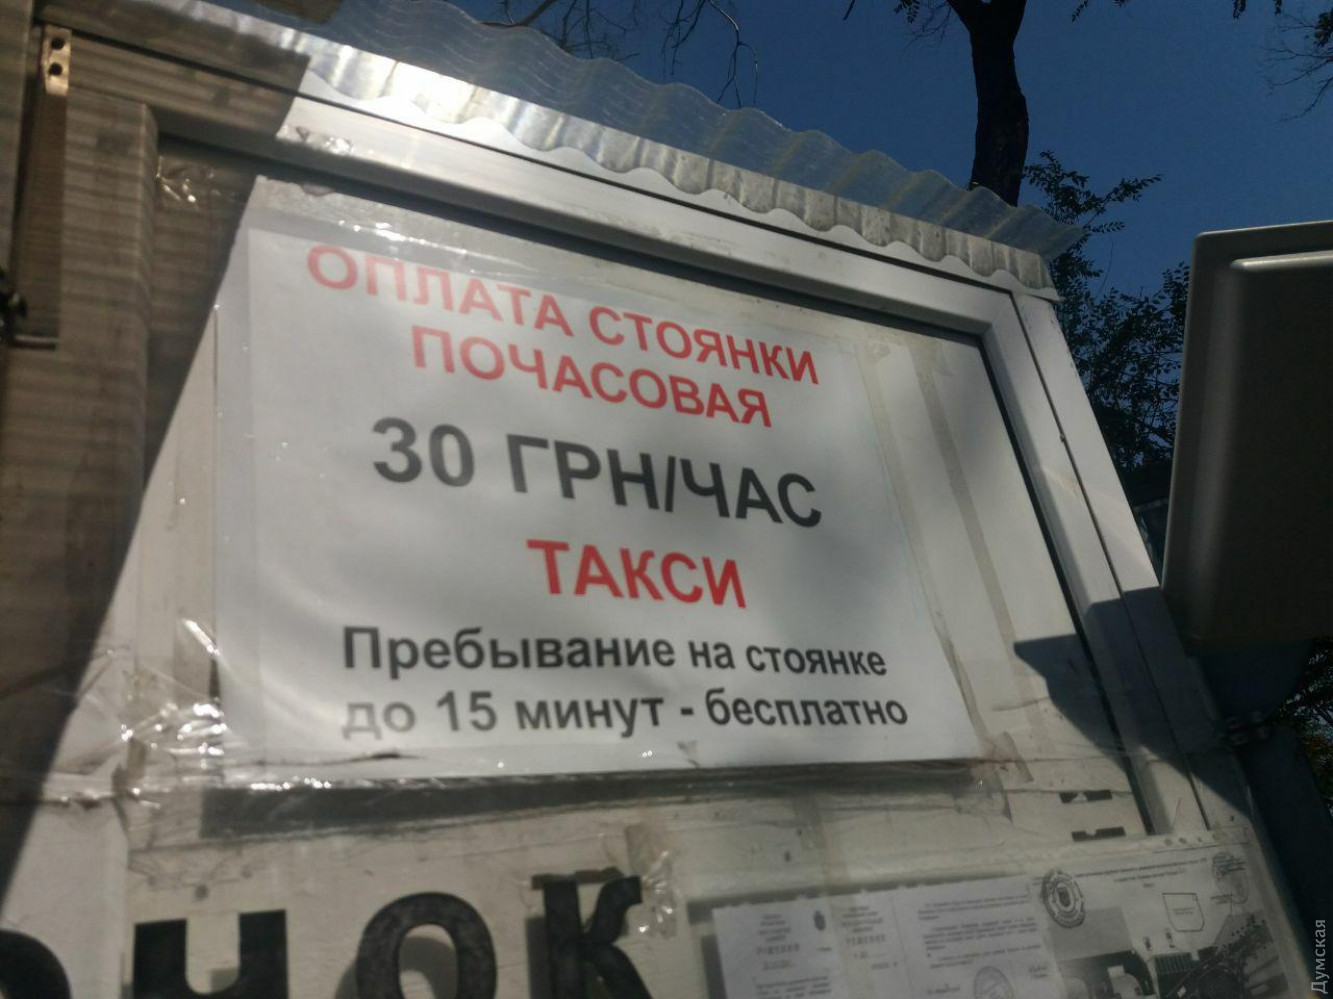 ОПЛАТА СТОЯНКИ
ПОЧАСОВАЯ
30 ГРН/ЧАС
ТАКСИ
Пребывание на стоянке
до 15 минут - бесплатно
Думская